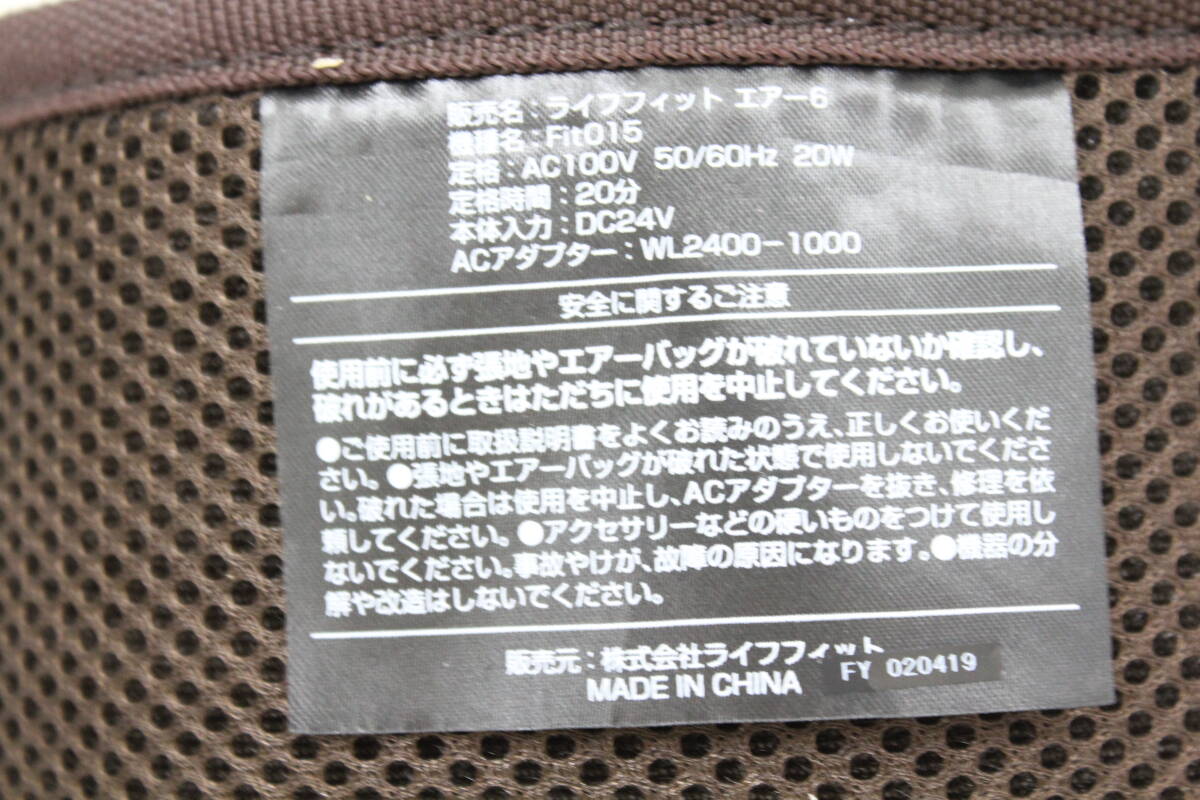 販売名：ライフフィット エアー6
機種名：Fit015
定格：AC100V 50/60Hz 20W
定格時間：20分
本体入力：DC24V
ACアダプター：WL2400-1000
安全に関するご注意
使用前に必ず張地やエアーバッグが破れていないか確認し、
破れがあるときはただちに使用を中止してください。
●ご使用前に取扱説明書をよくお読みのうえ、正しくお使いくだ
さい。●張地やエアーバッグが破れた状態で使用しないでくださ
い。破れた場合は使用を中止し、ACアダプターを抜き、修理を依
頼してください。●アクセサリーなどの硬いものをつけて使用し
ないでください。事故やけが、故障の原因になります。●機器の分
解や改造はしないでください。
販売元：株式会社ライフフィット
MADE IN CHINA
FY 020419